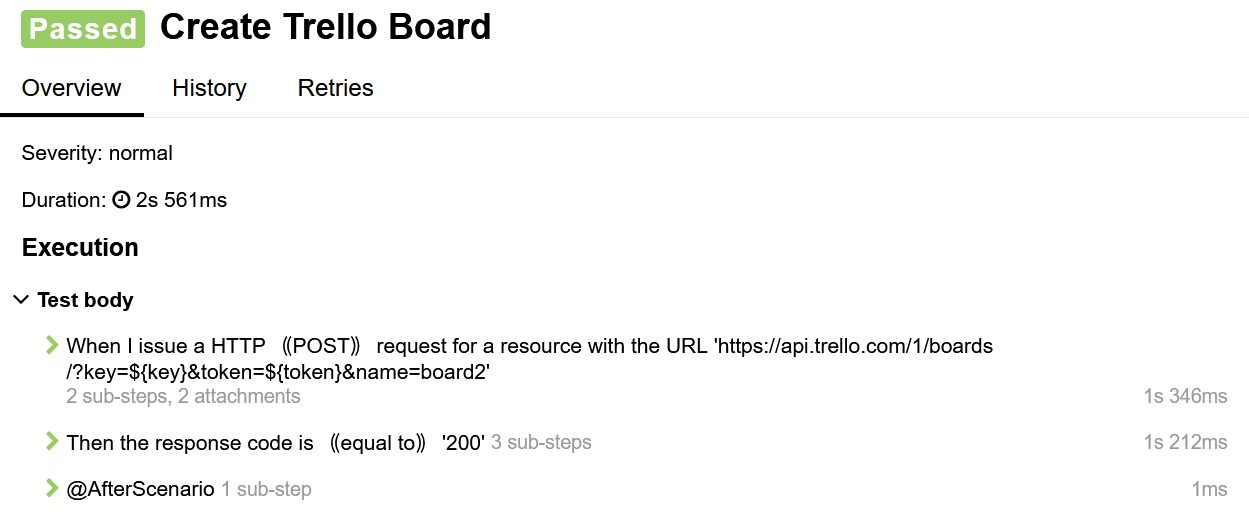 Passed Create Trello Board
Overview History Retries
Severity: normal
Duration: 2s 561ms
Execution
Test body
When I issue a HTTP ⸨POST⸩ request for a resource with the URL 'https://api.trello.com/1/boards
/?key=${key}&token=${token}&name=board2'
2 sub-steps, 2 attachments 1s 346ms
Then the response code is ⸨equal to⸩ '200' 3 sub-steps 1s 212ms
@AfterScenario 1 sub-step 1ms